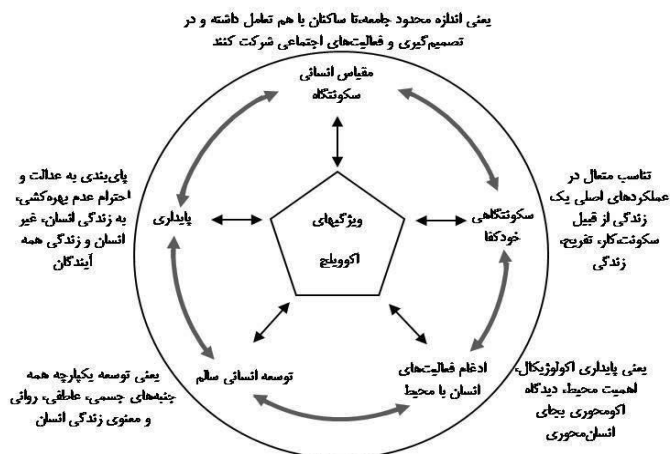 یعنی اندازه محدود جامعه،تا ساکنان با هم تعامل داشته و در
تصمیم‌گیری و فعالیت‌های اجتماعی شرکت کنند
مقیاس انسانی
سکونتگاه
تناسب متعال در
عملکردهای اصلی یک
زندگی از قبیل
سکونت،کار، تفریح،
زندگی
سکونتگاهی
خودکفا
ویژگیهای
اکوویلیج
پایداری
پای‌بندی به عدالت و
احترام عدم بهره‌کشی،
به زندگی انسان، غیر
انسان و زندگی همه
آیندگان
ادغام فعالیت‌های
انسان با محیط
یعنی پایداری اکولوژیکال،
اهمیت محیط، دیدگاه
اکومحوری بجای
انسان‌محوری
توسعه انسانی سالم
یعنی توسعه یکپارچه همه
جنبه‌های جسمی، عاطفی، روانی
و معنوی زندگی انسان